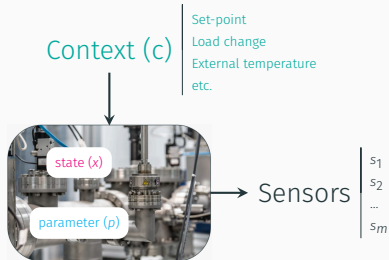 Context (c)
Set-point
Load change
External temperature
etc.
state (x)
parameter (p)
Sensors
s1
s2
...
sm